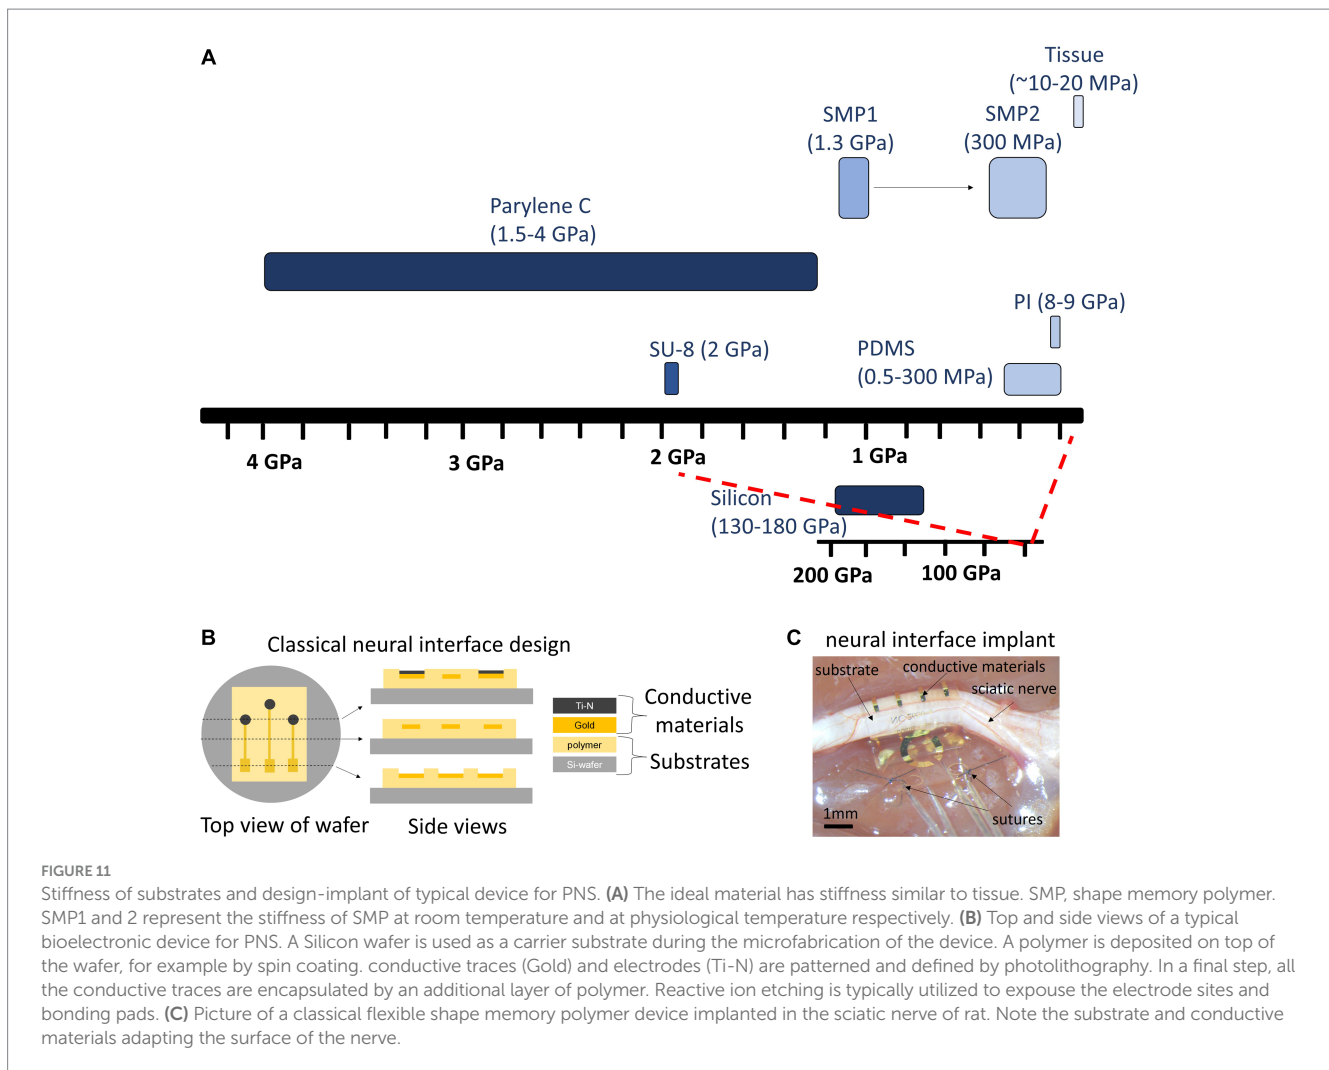 A
Tissue
(~10-20 MPa)
SMP1
(1.3 GPa)
SMP2
(300 MPa)
Parylene C
(1.5-4 GPa)
PI (8-9 GPa)
SU-8 (2 GPa)
PDMS
(0.5-300 MPa)
4 GPa
3 GPa
2 GPa
1 GPa
Silicon
(130-180 GPa)
200 GPa
100 GPa
B
Classical neural interface design
Ti-N
Gold
polymer
Si-wafer
Conductive
materials
Substrates
Top view of wafer
Side views
C
neural interface implant
substrate
conductive materials
sciatic nerve
1mm
sutures
FIGURE 11
Stiffness of substrates and design-implant of typical device for PNS. (A) The ideal material has stiffness similar to tissue. SMP, shape memory polymer.
SMP1 and 2 represent the stiffness of SMP at room temperature and at physiological temperature respectively. (B) Top and side views of a typical
bioelectronic device for PNS. A Silicon wafer is used as a carrier substrate during the microfabrication of the device. A polymer is deposited on top of
the wafer, for example by spin coating. conductive traces (Gold) and electrodes (Ti-N) are patterned and defined by photolithography. In a final step, all
the conductive traces are encapsulated by an additional layer of polymer. Reactive ion etching is typically utilized to expouse the electrode sites and
bonding pads. (C) Picture of a classical flexible shape memory polymer device implanted in the sciatic nerve of rat. Note the substrate and conductive
materials adapting the surface of the nerve.